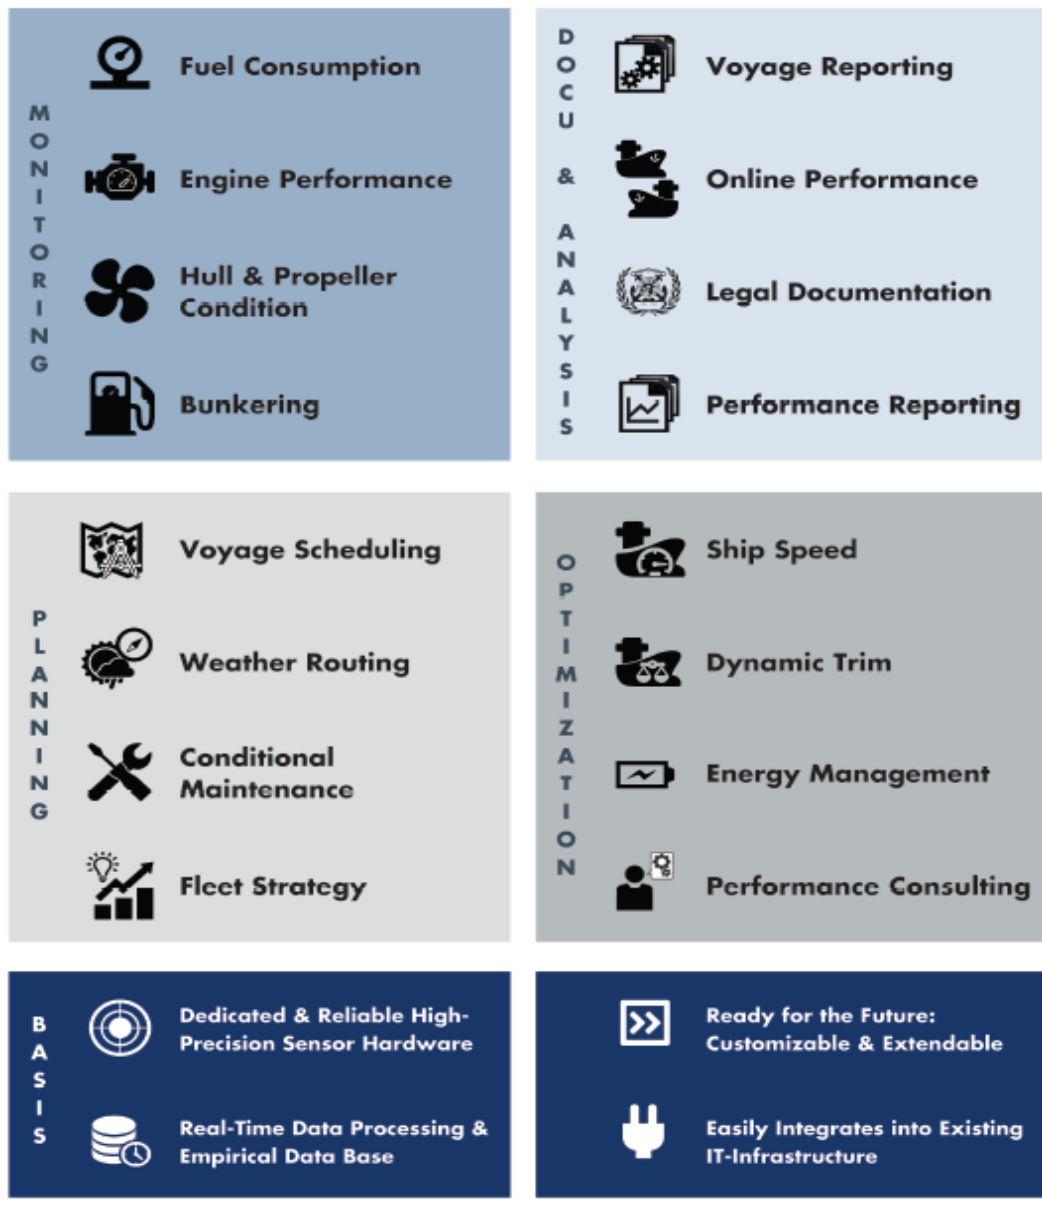 MONITORING
Fuel Consumption
Engine Performance
Hull & Propeller
Condition
Bunkering
DOCU & ANALYSIS
Voyage Reporting
Online Performance
Legal Documentation
Performance Reporting
PLANNING
Voyage Scheduling
Weather Routing
Conditional
Maintenance
Fleet Strategy
OPTIMIZATION
Ship Speed
Dynamic Trim
Energy Management
Performance Consulting
BASIS
Dedicated & Reliable High-
Precision Sensor Hardware
Real-Time Data Processing &
Empirical Data Base
Ready for the Future:
Customizable & Extendable
Easily Integrates into Existing
IT-Infrastructure